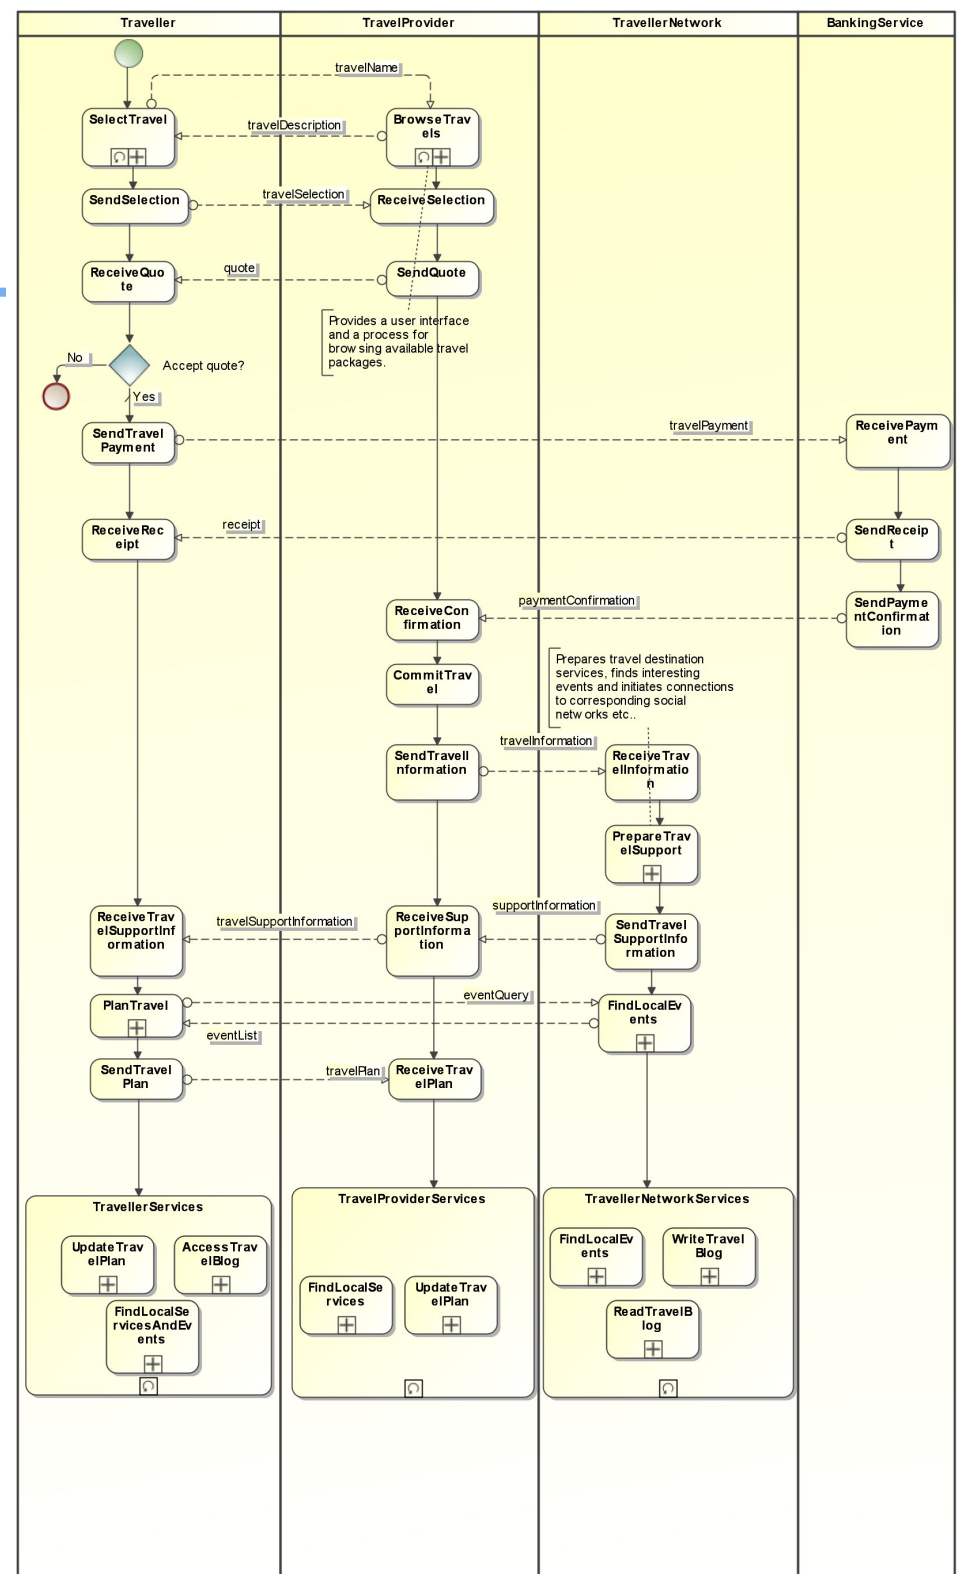 Traveller
TravelProvider
TravellerNetwork
BankingService
travelName
SelectTravel
travelDescription
BrowseTrav
els
SendSelection
travelSelection
ReceiveSelection
ReceiveQuo
te
quote
SendQuote
Provides a user interface
and a process for
browsing available travel
packages.
No
Accept quote?
Yes
SendTravel
Payment
travelPayment
ReceivePaym
ent
ReceiveRec
eipt
receipt
SendReceip
t
ReceiveCon
firmation
paymentConfirmation
SendPayme
ntConfirmat
ion
CommitTrav
el
Prepares travel destination
services, finds interesting
events and initiates connections
to corresponding social
networks etc..
SendTravelI
nformation
travelInformation
ReceiveTrav
elInformatio
n
PrepareTrav
elSupport
ReceiveTrav
elSupportInf
ormation
travelSupportInformation
ReceiveSup
portInforma
tion
supportInformation
SendTravel
SupportInfo
rmation
PlanTravel
eventQuery
FindLocalEv
ents
eventList
SendTravel
Plan
travelPlan
ReceiveTrav
elPlan
TravellerServices
UpdateTrav
elPlan
AccessTrav
elBlog
FindLocalSe
rvicesAndEv
ents
TravelProviderServices
FindLocalSe
rvices
UpdateTrav
elPlan
TravellerNetworkServices
FindLocalEv
ents
WriteTravel
Blog
ReadTravelB
log